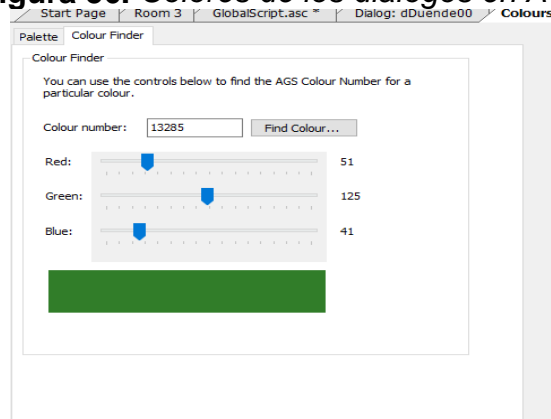 Colores de los diálogos en A
Start Page Room 3 GlobalScript.asc * Dialog: dDuende00 Colours
Palette Colour Finder
Colour Finder
You can use the controls below to find the AGS Colour Number for a
particular colour.
Colour number: 13285 Find Colour...
Red: 51
Green: 125
Blue: 41